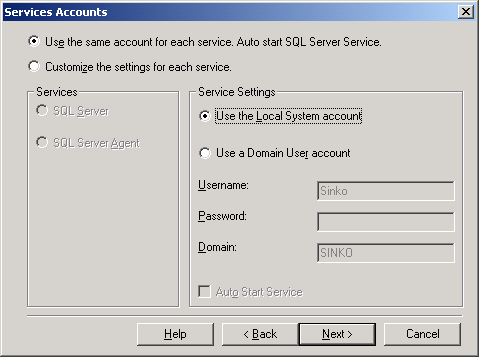 Services Accounts
Use the same account for each service. Auto start SQL Server Service.
Customize the settings for each service.
Services
SQL Server
SQL Server Agent
Service Settings
Use the Local System account
Use a Domain User account
Username: Sinko
Password:
Domain: SINKO
Auto Start Service
Help < Back Next > Cancel